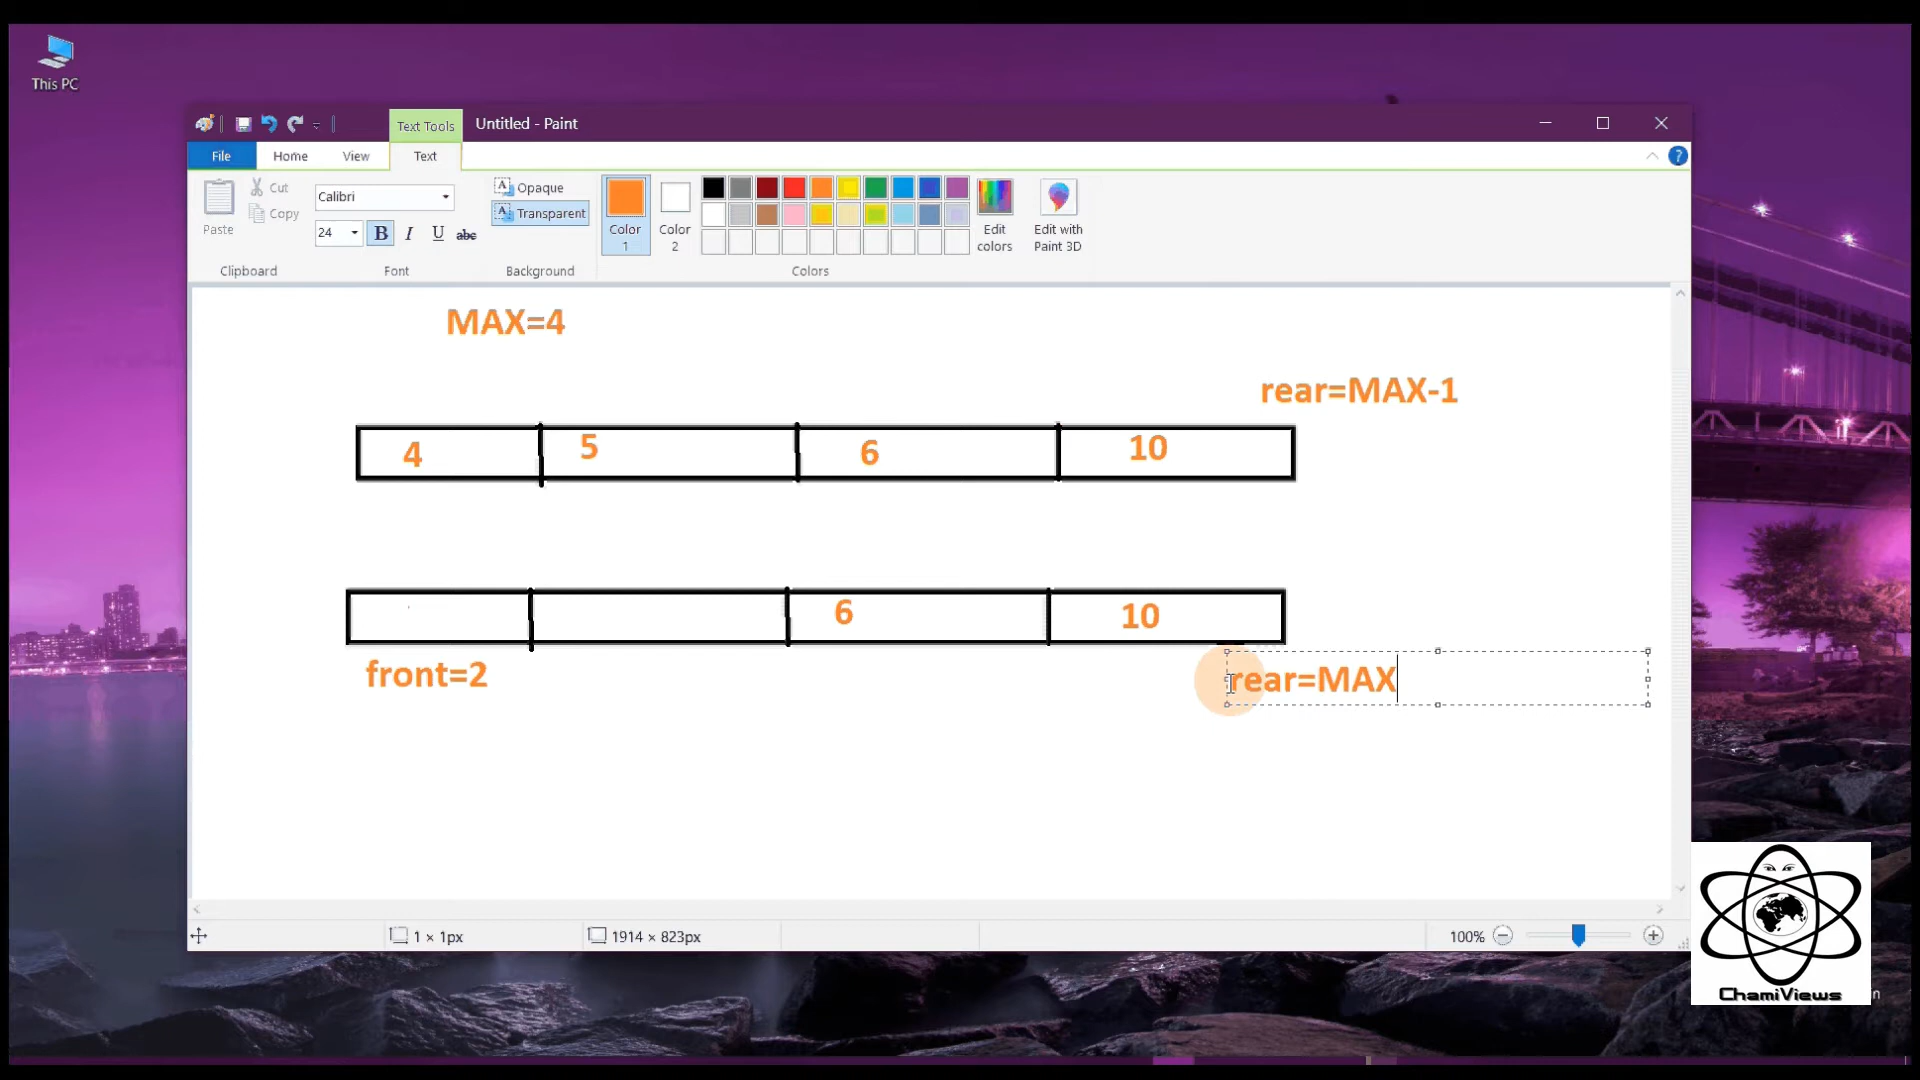 This PC
Text Tools
Untitled - Paint
File
Home
View
Text
Paste
Cut
Copy
Clipboard
Calibri
24
B
I
U
abc
Font
Opaque
Transparent
Background
Color 1
Color 2
Edit colors
Edit with Paint 3D
Colors
MAX=4
rear=MAX-1
4 5 6 10
6 10
front=2
rear=MAX
1 × 1px
1914 × 823px
100%
ChamiViews